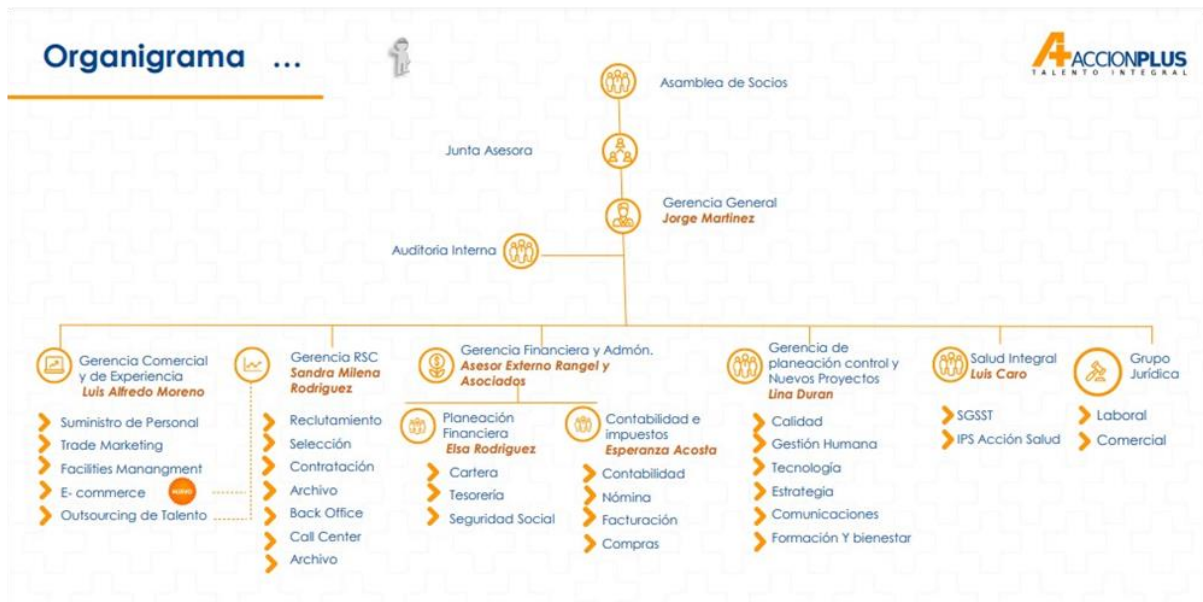 Organigrama ...
A+ ACCIONPLUS
TALENTO INTEGRAL
Asamblea de Socios
Junta Asesora
Gerencia General
Jorge Martinez
Auditoria Interna
Gerencia Comercial
y de Experiencia
Luis Alfredo Moreno
Suministro de Personal
Trade Marketing
Facilities Manangment
E- commerce
NUEVO
Outsourcing de Talento
Gerencia RSC
Sandra Milena
Rodriguez
Reclutamiento
Selección
Contratación
Archivo
Back Office
Call Center
Archivo
Gerencia Financiera y Admón.
Asesor Externo Rangel y
Asociados
Planeación
Financiera
Elsa Rodriguez
Cartera
Tesorería
Seguridad Social
Contabilidad e
impuestos
Esperanza Acosta
Contabilidad
Nómina
Facturación
Compras
Gerencia de
planeación control y
Nuevos Proyectos
Lina Duran
Calidad
Gestión Humana
Tecnología
Estrategia
Comunicaciones
Formación Y bienestar
Salud Integral
Luis Caro
SGSST
IPS Acción Salud
Grupo
Jurídica
Laboral
Comercial